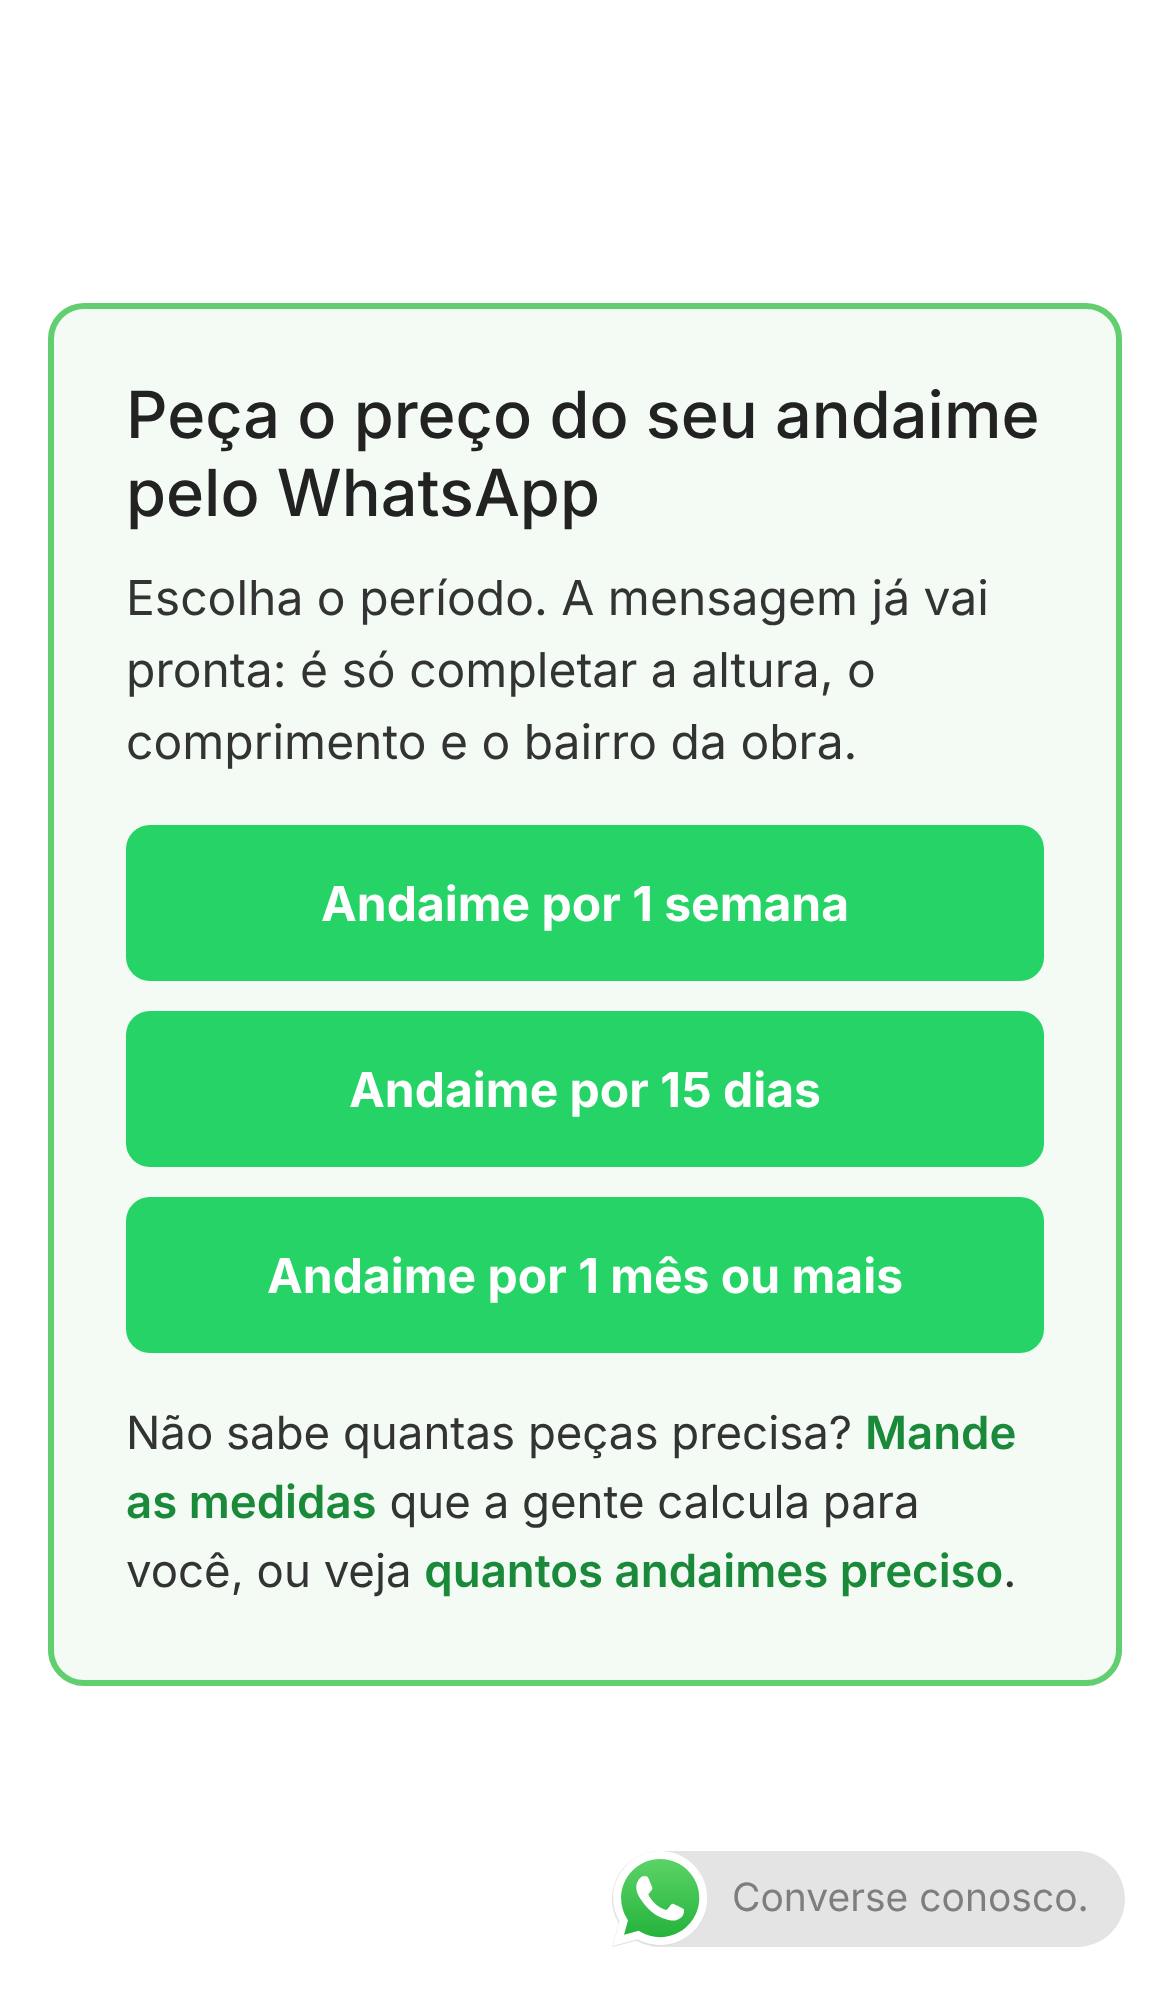 Peça o preço do seu andaime
pelo WhatsApp
Escolha o período. A mensagem já vai
pronta: é só completar a altura, o
comprimento e o bairro da obra.
Andaime por 1 semana
Andaime por 15 dias
Andaime por 1 mês ou mais
Não sabe quantas peças precisa? Mande
as medidas que a gente calcula para
você, ou veja quantos andaimes preciso.
Converse conosco.